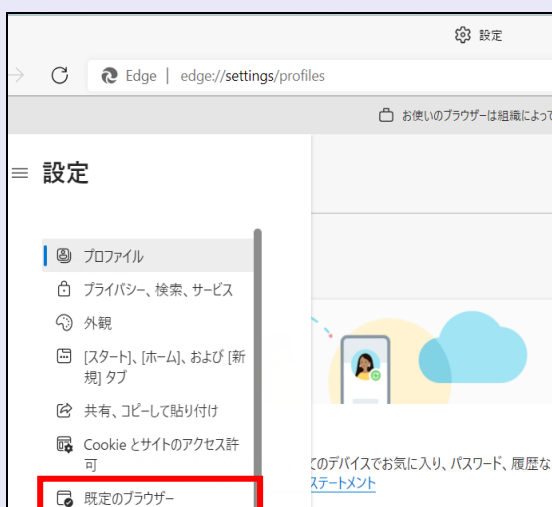 設定
Edge | edge://settings/profiles
お使いのブラウザーは組織によって
設定
プロファイル
プライバシー、検索、サービス
外観
[スタート]、[ホーム]、および [新
規] タブ
共有、コピーして貼り付け
Cookie とサイトのアクセス許
可
既定のブラウザー
てのデバイスでお気に入り、パスワード、履歴な
ステートメント